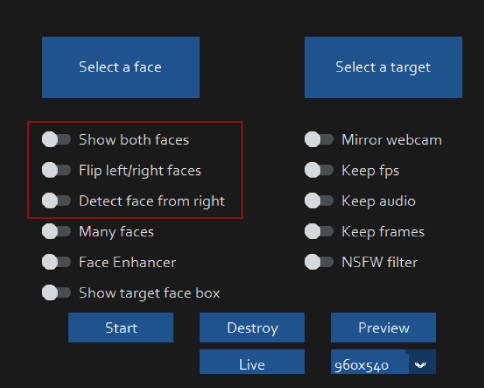 Select a face
Select a target
Show both faces
Mirror webcam
Flip left/right faces
Keep fps
Detect face from right
Keep audio
Many faces
Keep frames
Face Enhancer
NSFW filter
Show target face box
Start
Destroy
Preview
Live
960x540